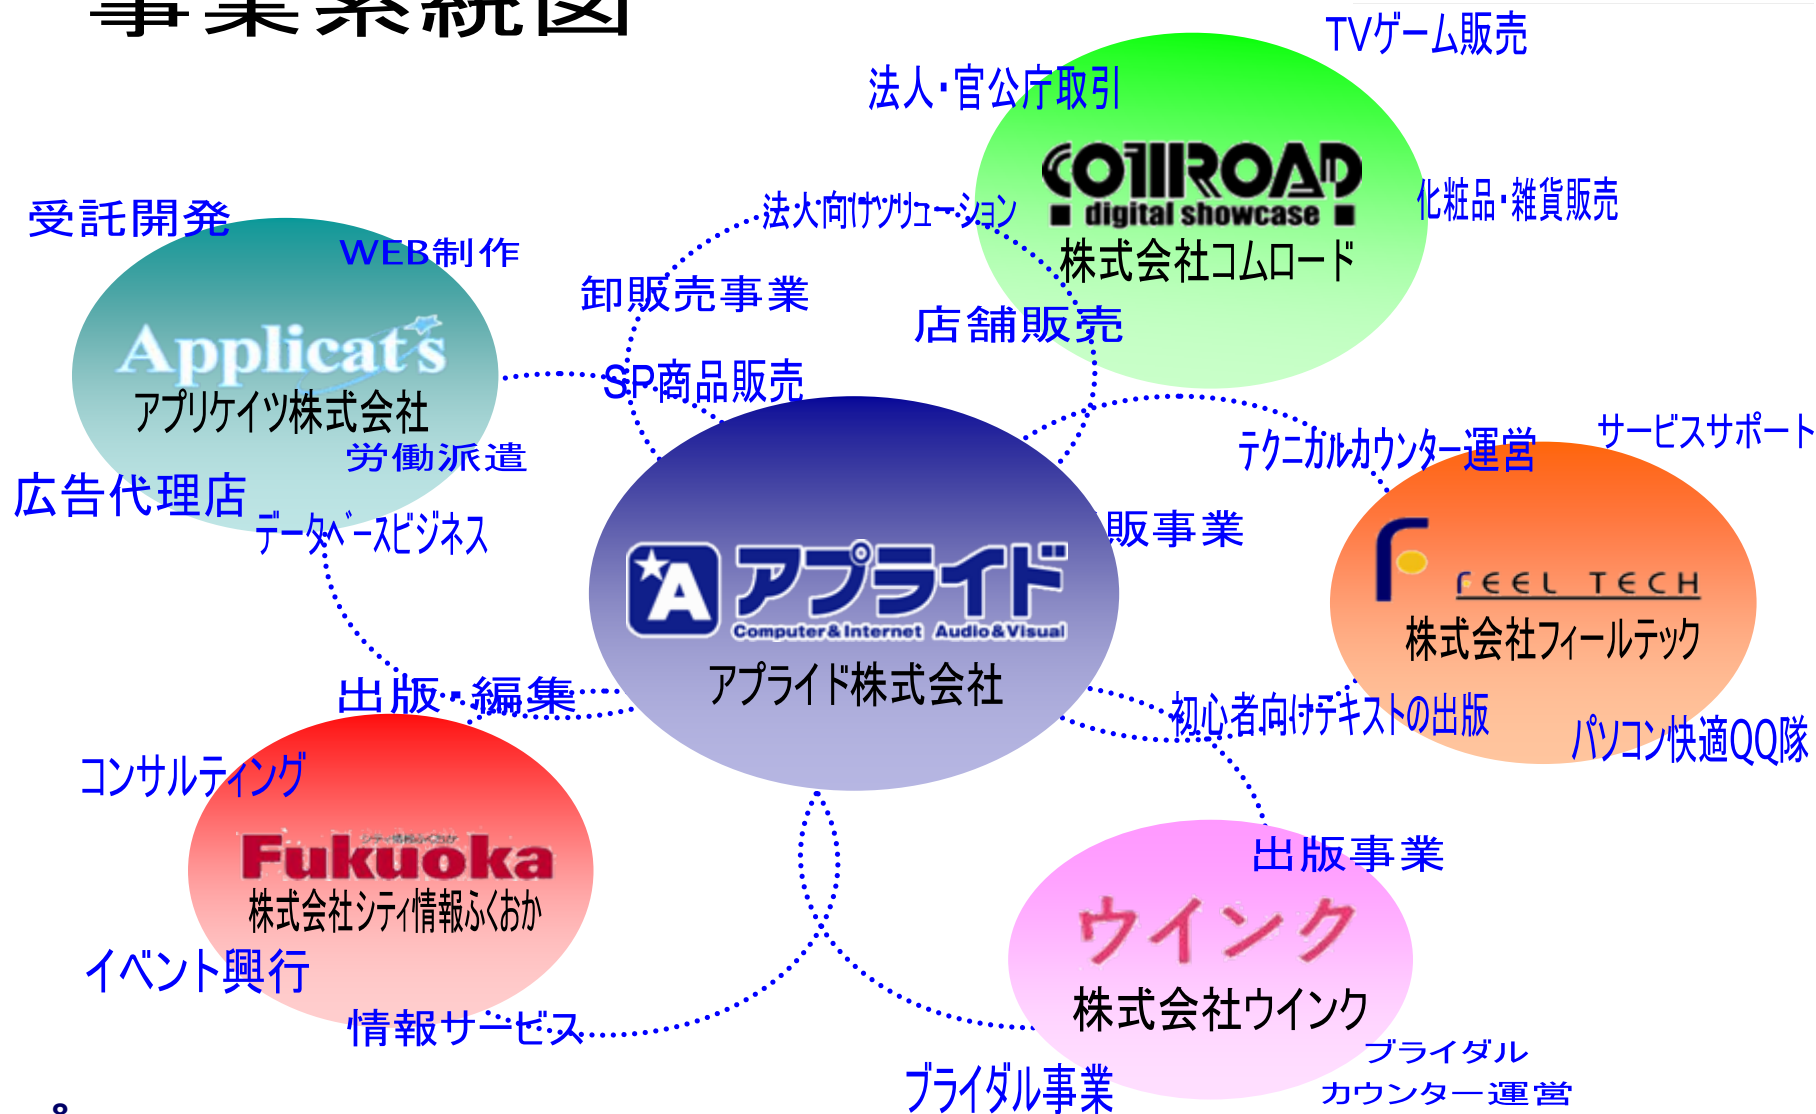 事業系統図
TVゲーム販売
法人・官公庁取引
COMROAD
digital showcase
株式会社コムロード
化粧品・雑貨販売
法人向けソリューション
受託開発
WEB制作
卸販売事業
店舗販売
SP商品販売
Applicat's
アプリケイツ株式会社
労働派遣
広告代理店
データベースビジネス
サービスサポート
テクニカルカウンター運営
販事業
アプライド
Computer&Internet Audio&Visual
アプライド株式会社
FEEL TECH
株式会社フィールテック
初心者向けテキストの出版
パソコン快適QQ隊
出版・編集
コンサルティング
シティ情報ふくおか
Fukuoka
株式会社シティ情報ふくおか
イベント興行
情報サービス
出版事業
ウインク
株式会社ウインク
ブライダル事業
ブライダル
カウンター運営
8